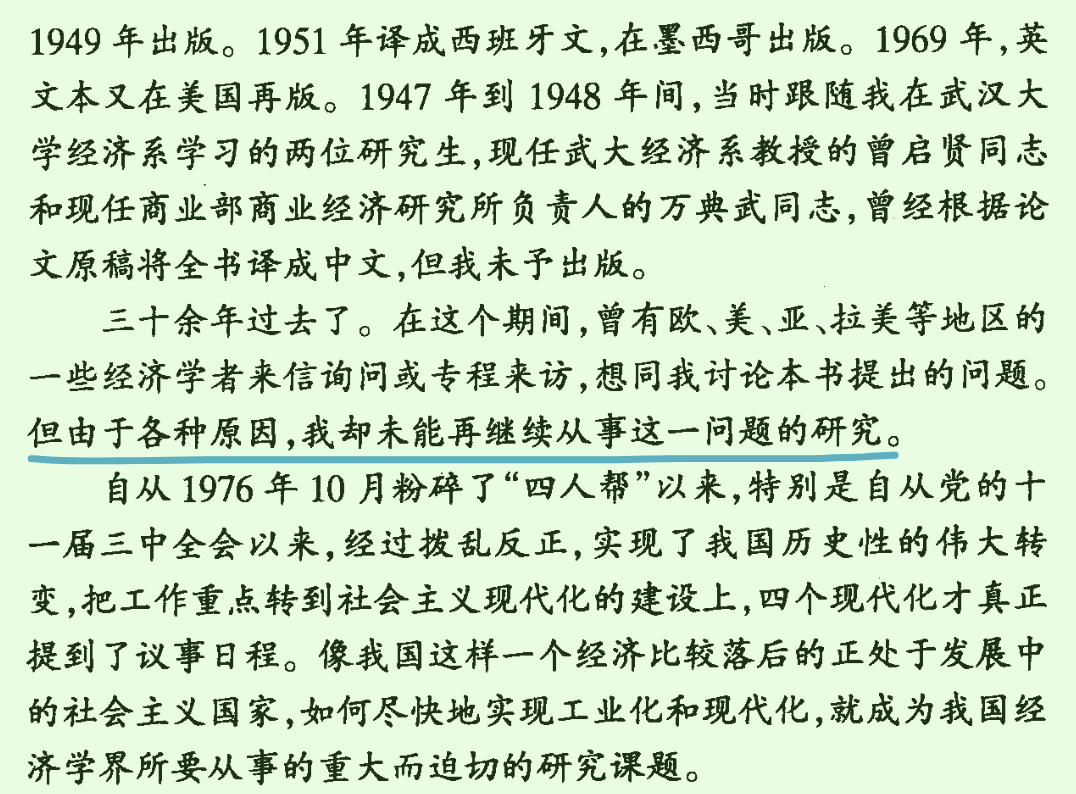 1949 年出版。1951 年译成西班牙文,在墨西哥出版。1969 年,英
文本又在美国再版。1947 年到 1948 年间,当时跟随我在武汉大
学经济系学习的两位研究生,现任武大经济系教授的曾启贤同志
和现任商业部商业经济研究所负责人的万典武同志,曾经根据论
文原稿将全书译成中文,但我未予出版。
三十余年过去了。在这个期间,曾有欧、美、亚、拉美等地区的
一些经济学者来信询问或专程来访,想同我讨论本书提出的问题。
但由于各种原因,我却未能再继续从事这一问题的研究。
自从 1976 年 10 月粉碎了“四人帮”以来,特别是自从党的十
一届三中全会以来,经过拨乱反正,实现了我国历史性的伟大转
变,把工作重点转到社会主义现代化的建设上,四个现代化才真正
提到了议事日程。像我国这样一个经济比较落后的正处于发展中
的社会主义国家,如何尽快地实现工业化和现代化,就成为我国经
济学界所要从事的重大而迫切的研究课题。